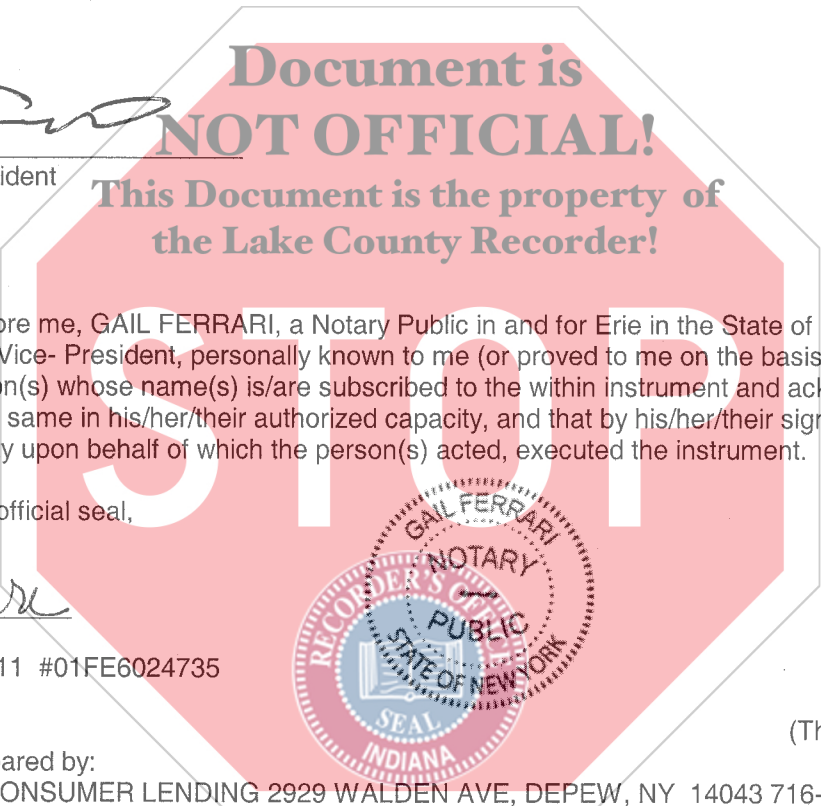 Document is
NOT OFFICIAL!
ident
This Document is the property of
the Lake County Recorder!
STOP
ore me, GAIL FERRARI, a Notary Public in and for Erie in the State of
Vice- President, personally known to me (or proved to me on the basis
on(s) whose name(s) is/are subscribed to the within instrument and ack
same in his/her/their authorized capacity, and that by his/her/their sign
y upon behalf of which the person(s) acted, executed the instrument.
official seal,
GAIL FERRARI
NOTARY
PUBLIC
STATE OF NEW YORK
RECORDER'S OFFICE
SEAL
INDIANA
11 #01FE6024735
(Th
ared by:
ONSUMER LENDING 2929 WALDEN AVE, DEPEW, NY 14043 716-